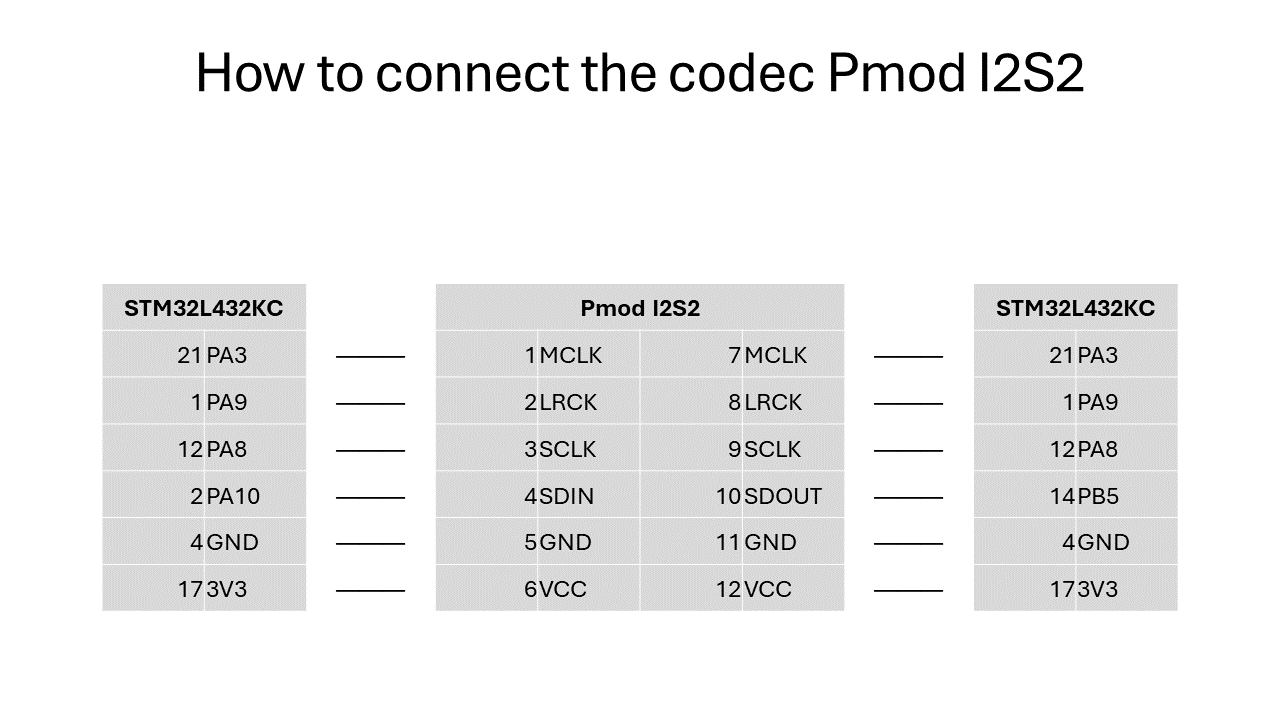 How to connect the codec Pmod I2S2
STM32L432KC Pmod I2S2 STM32L432KC
21 PA3 1 MCLK 7 MCLK 21 PA3
1 PA9 2 LRCK 8 LRCK 1 PA9
12 PA8 3 SCLK 9 SCLK 12 PA8
2 PA10 4 SDIN 10 SDOUT 14 PB5
4 GND 5 GND 11 GND 4 GND
17 3V3 6 VCC 12 VCC 17 3V3